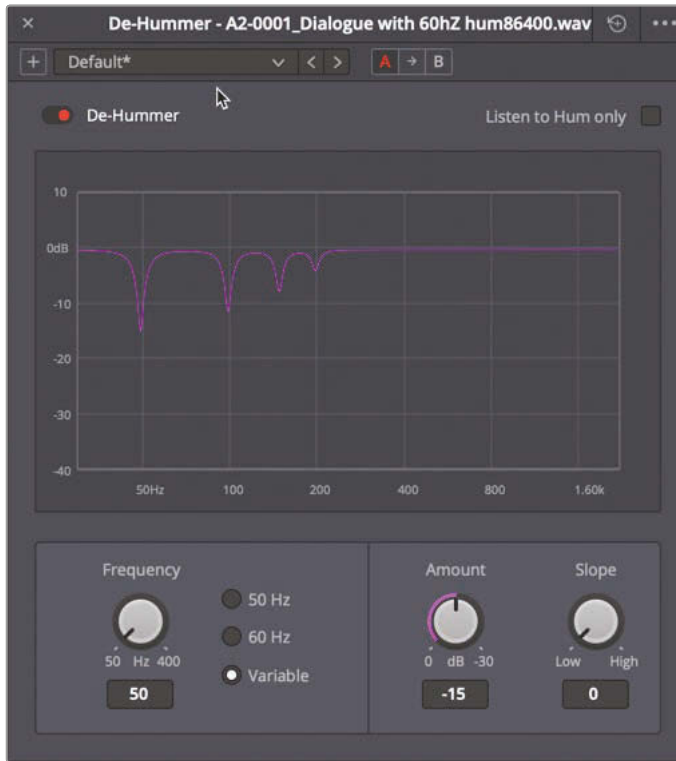 De-Hummer - A2-0001_Dialogue with 60hZ hum86400.wav
Default*
A
B
De-Hummer
Listen to Hum only
10
0dB
-10
-20
-30
-40
50Hz 100 200 400 800 1.60k
Frequency
50 Hz 400
50
50 Hz
60 Hz
Variable
Amount
0 dB -30
-15
Slope
Low High
0